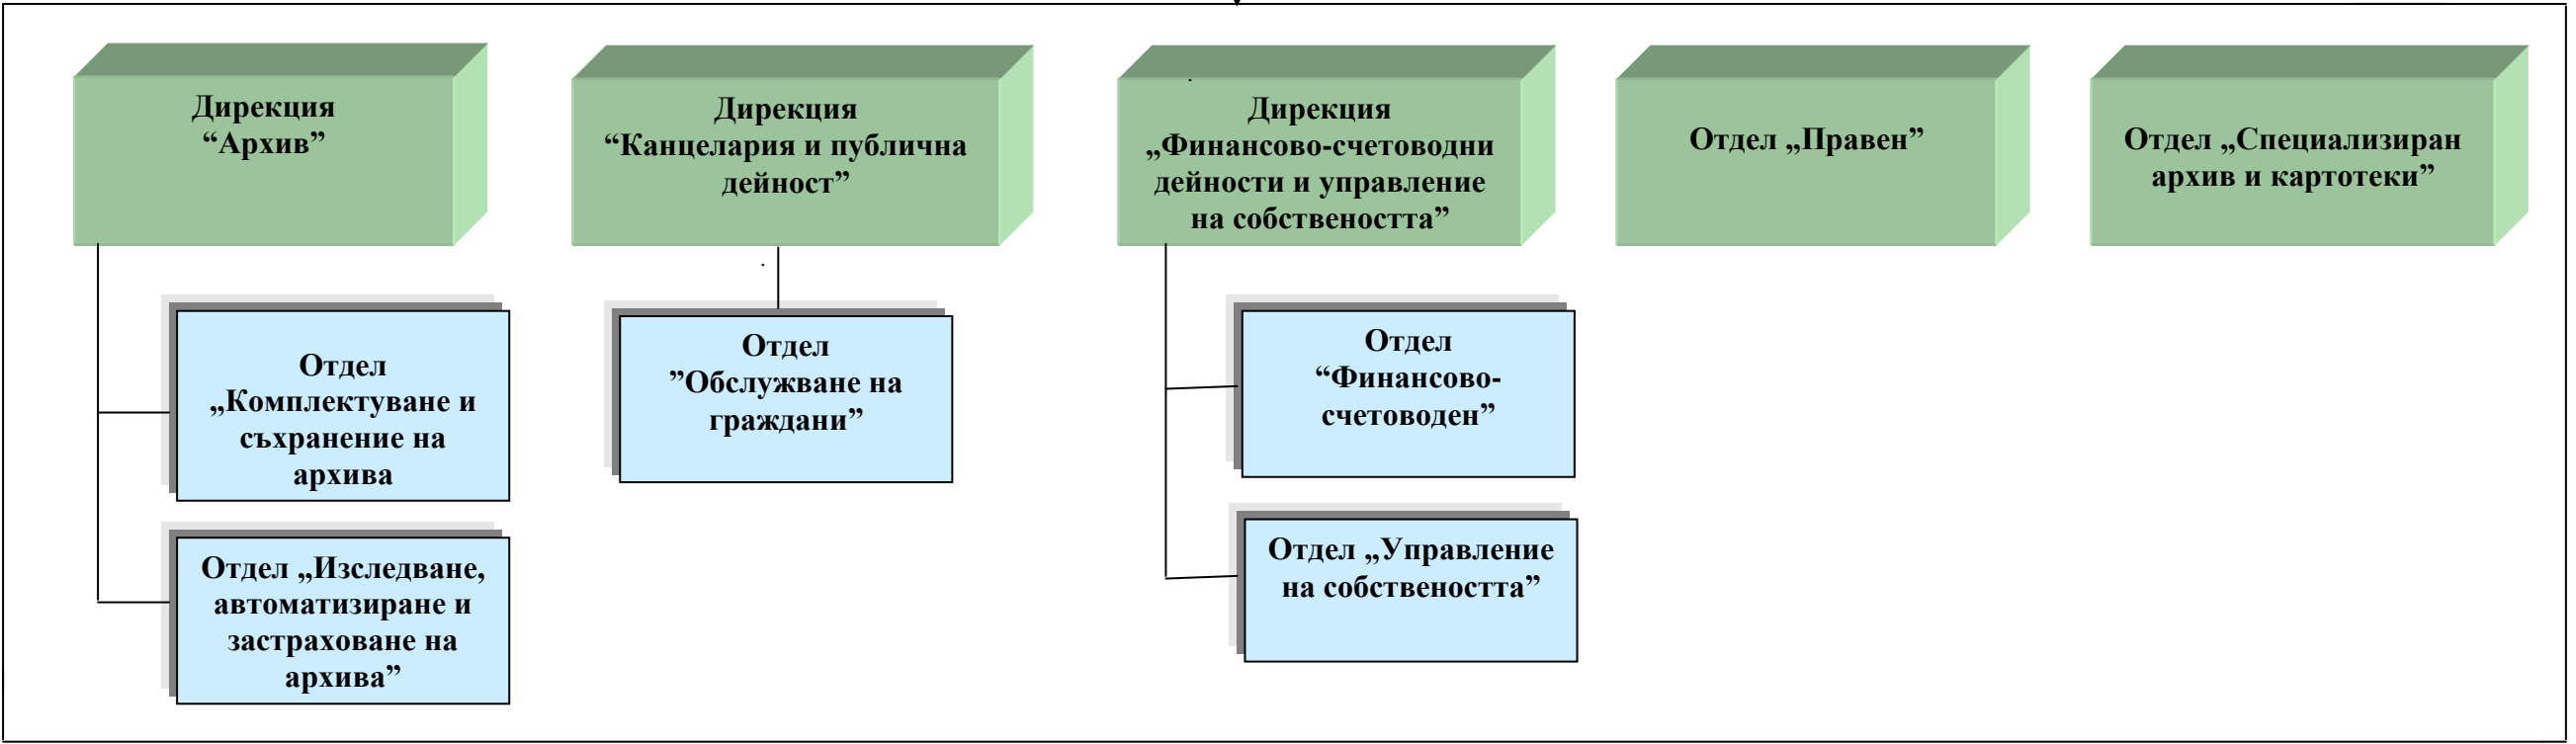 Дирекция
“Архив”
Дирекция
“Канцелария и публична
дейност”
Дирекция
„Финансово-счетоводни
дейности и управление
на собствеността”
Отдел „Правен”
Отдел „Специализиран
архив и картотеки”
Отдел
„Комплектуване и
съхранение на
архива
Отдел „Изследване,
автоматизиране и
застраховане на
архива”
Отдел
”Обслужване на
граждани”
Отдел
“Финансово-
счетоводен”
Отдел „Управление
на собствеността”